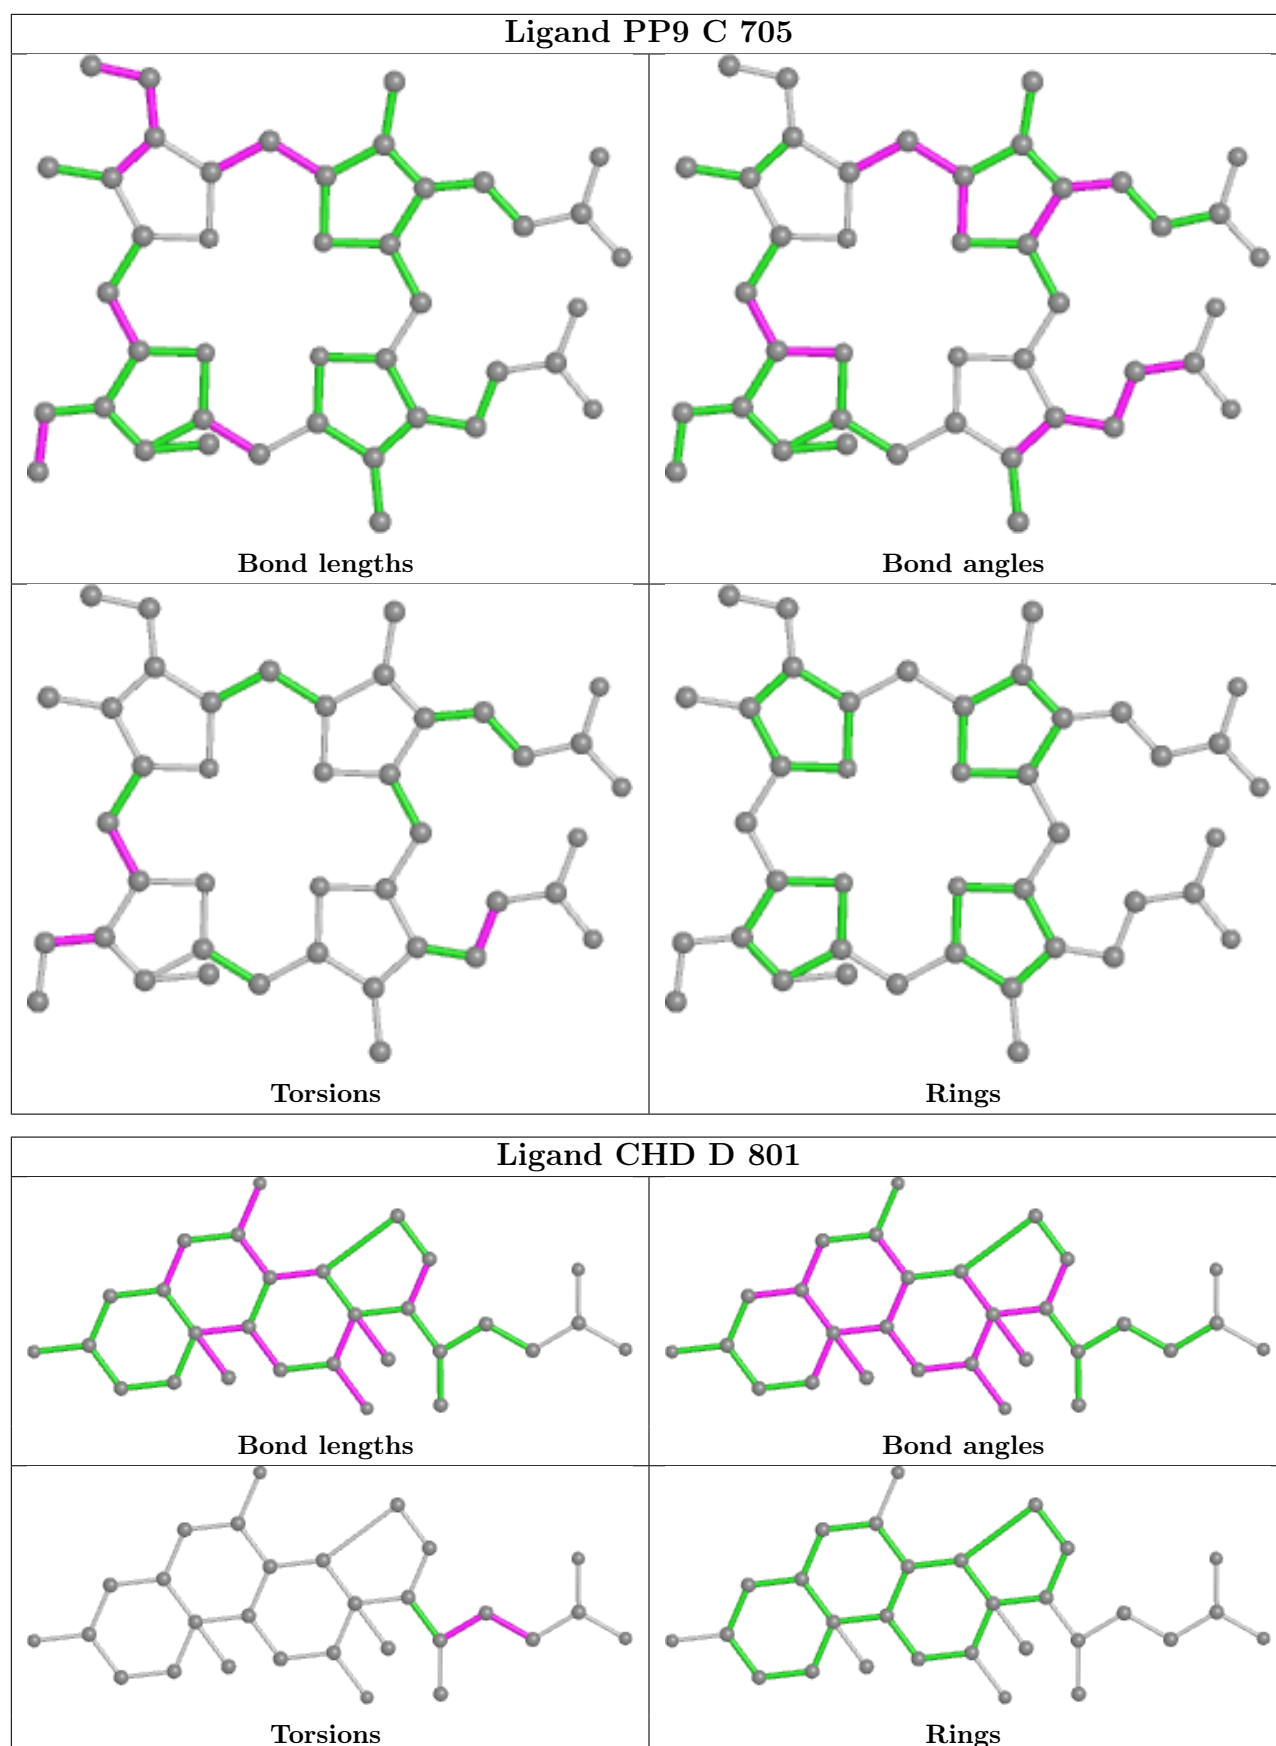 Ligand PP9 C 705
Bond lengths
Bond angles
Torsions
Rings
Ligand CHD D 801
Bond lengths
Bond angles
Torsions
Rings